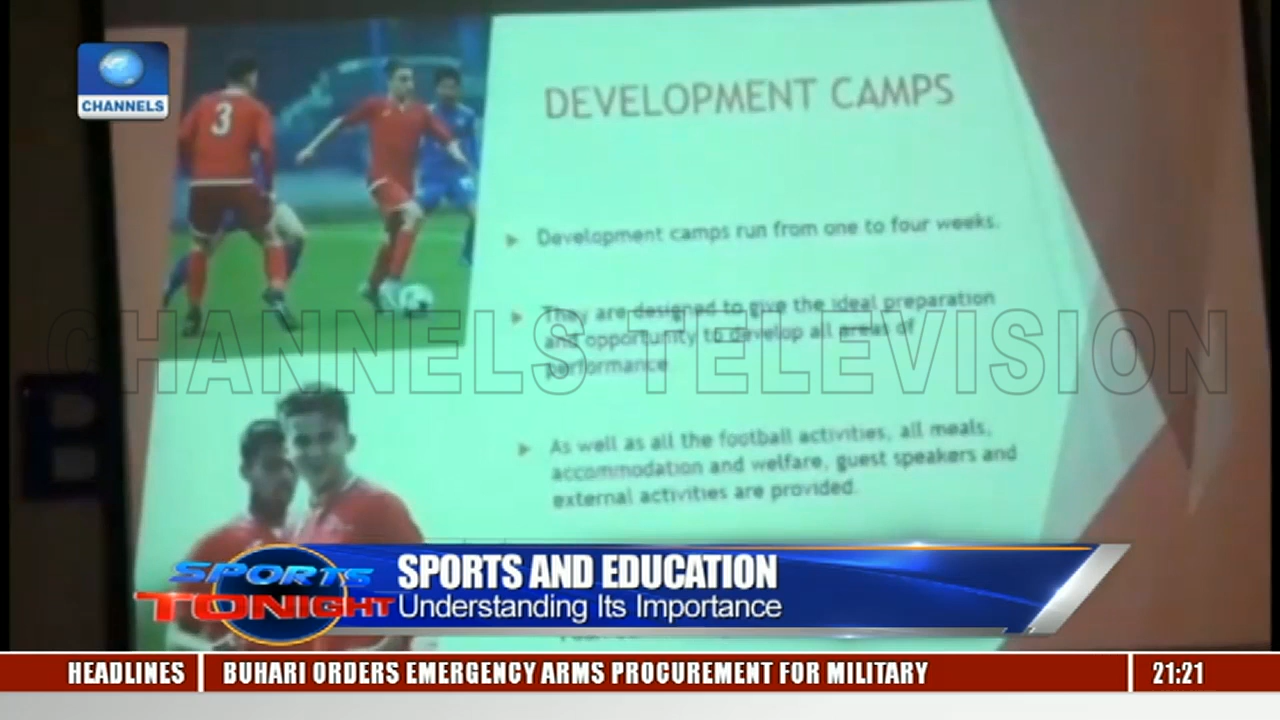 CHANNELS
3
DEVELOPMENT CAMPS
Development camps run from one to four weeks.
They are designed to give the ideal preparation
and opportunity to develop all areas of
performance
As well as all the football activities, all meals,
accommodation and welfare, guest speakers and
external activities are provided.
CHANNELS TELEVISION
B
SPORTS
TONIGHT
SPORTS AND EDUCATION
Understanding Its Importance
HEADLINES
BUHARI ORDERS EMERGENCY ARMS PROCUREMENT FOR MILITARY
21:21